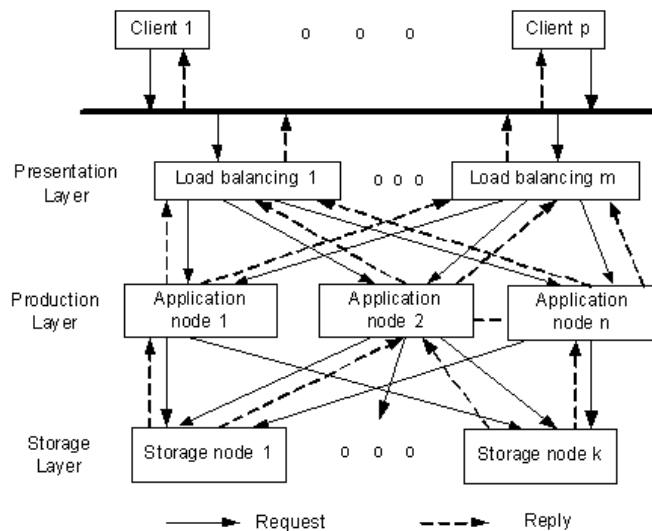 Client 1
o o o
Client p
Presentation
Layer
Load balancing 1
o o o
Load balancing m
Production
Layer
Application
node 1
Application
node 2
Application
node n
Storage
Layer
Storage node 1
o o o
Storage node k
Request
Reply